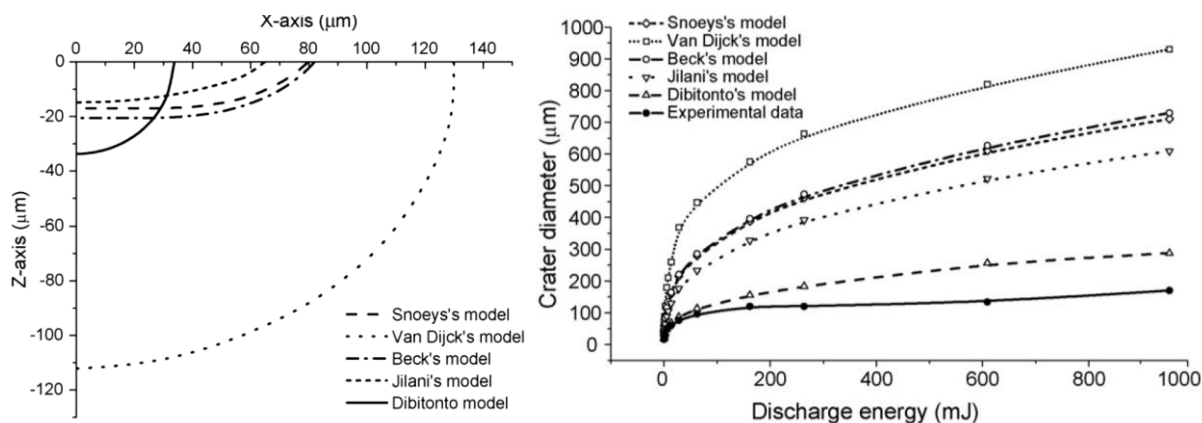 X-axis (μm)
0 20 40 60 80 100 120 140
0
-20
-40
-60
-80
-100
-120
Z-axis (μm)
Snoeys's model
Van Dijck's model
Beck's model
Jilani's model
Dibitonto model
1000
900
800
700
600
500
400
300
200
100
0
Crater diameter (μm)
Snoeys's model
Van Dijck's model
Beck's model
Jilani's model
Dibitonto's model
Experimental data
0 200 400 600 800 1000
Discharge energy (mJ)